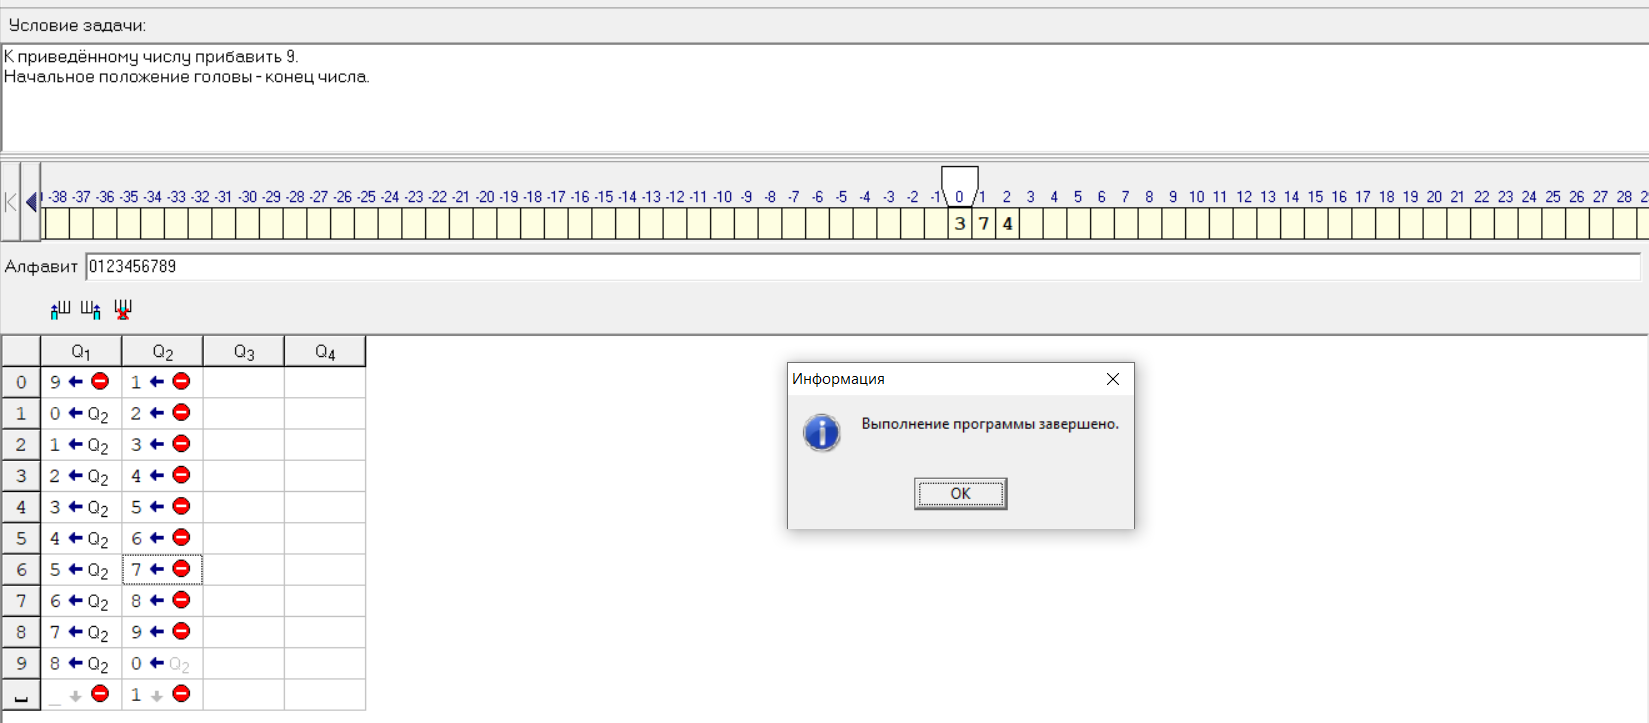 Условие задачи:
К приведённому числу прибавить 9.
Начальное положение головы - конец числа.
-38 -37 -36 -35 -34 -33 -32 -31 -30 -29 -28 -27 -26 -25 -24 -23 -22 -21 -20 -19 -18 -17 -16 -15 -14 -13 -12 -11 -10 -9 -8 -7 -6 -5 -4 -3 -2 -1 0 1 2 3 4 5 6 7 8 9 10 11 12 13 14 15 16 17 18 19 20 21 22 23 24 25 26 27 28
3 7 4
Алфавит 0123456789
Q1 Q2 Q3 Q4
0 9 ← 1 ←
1 0 ← Q2 2 ←
2 1 ← Q2 3 ←
3 2 ← Q2 4 ←
4 3 ← Q2 5 ←
5 4 ← Q2 6 ←
6 5 ← Q2 7 ←
7 6 ← Q2 8 ←
8 7 ← Q2 9 ←
9 8 ← Q2 0 ← Q2
_ ↓ 1 ↓
Информация
Выполнение программы завершено.
OK